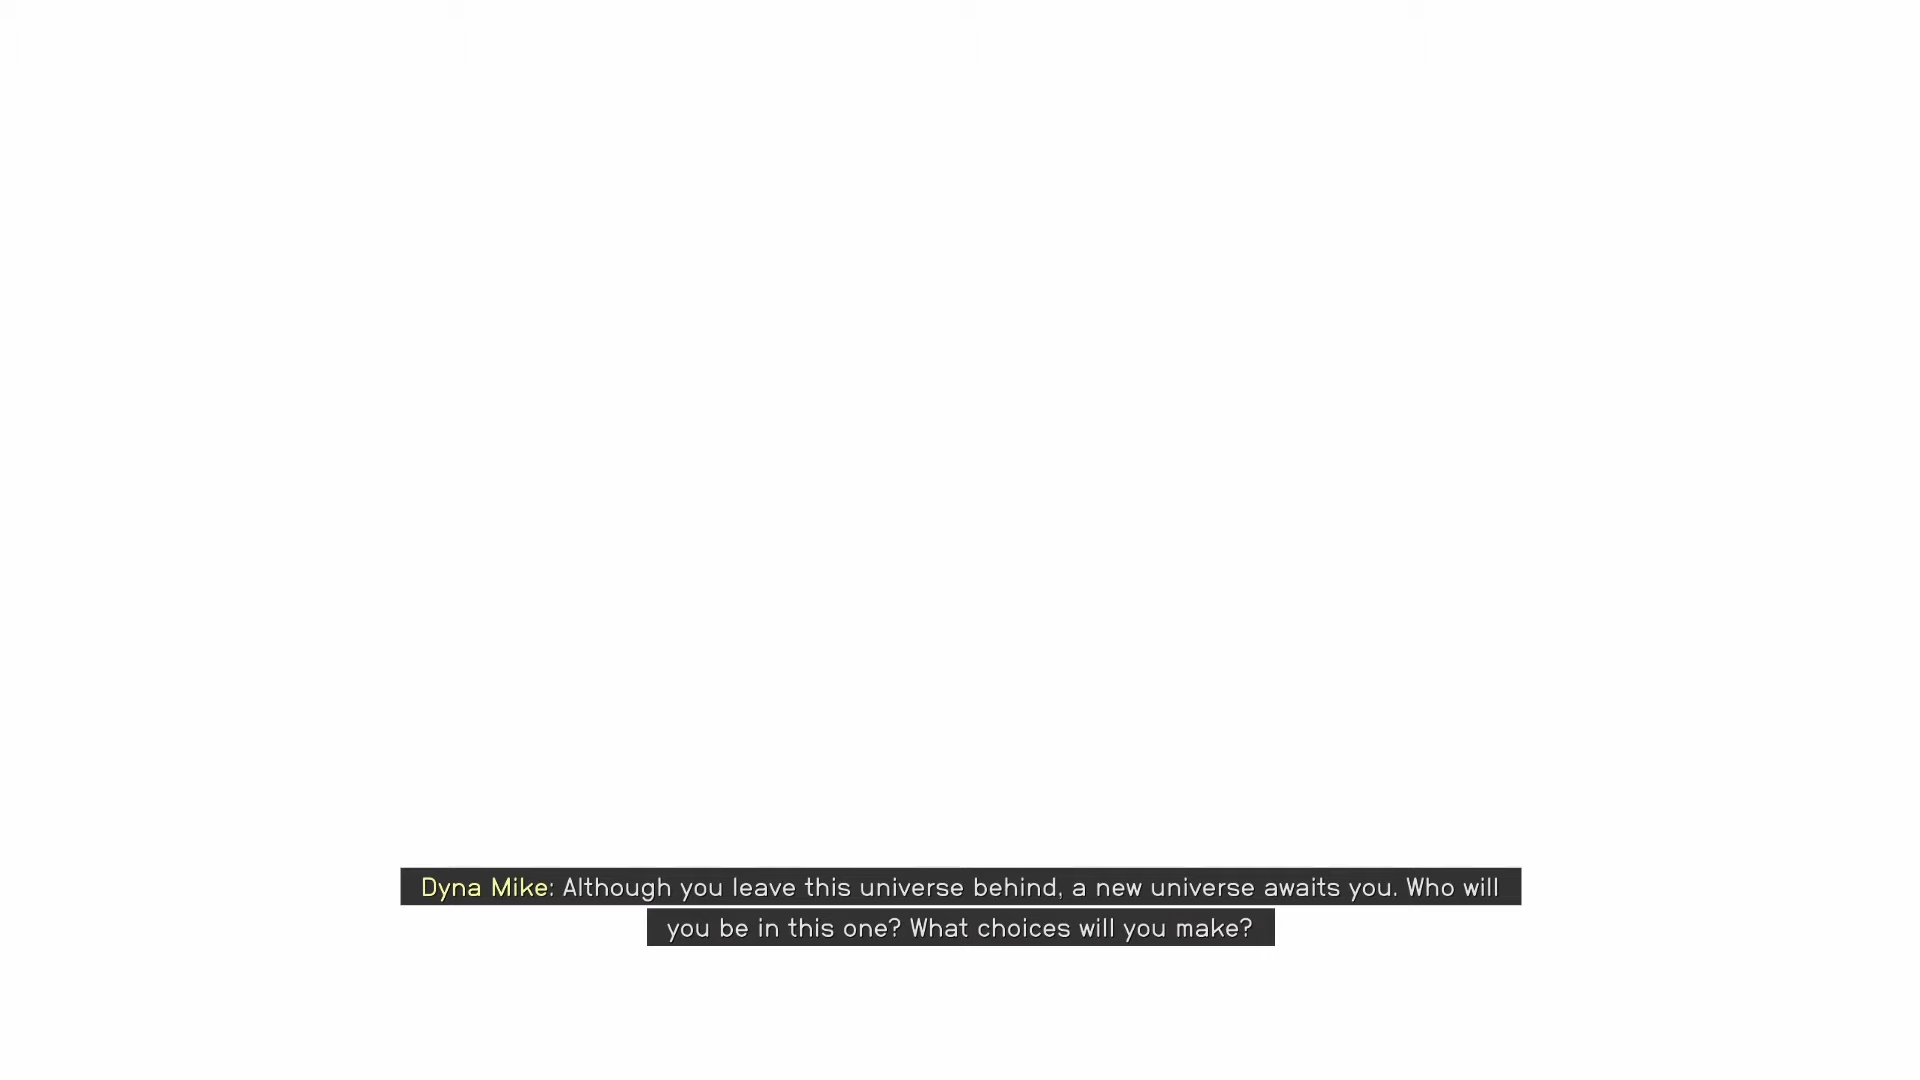 Dyna Mike: Although you leave this universe behind, a new universe awaits you. Who will
you be in this one? What choices will you make?